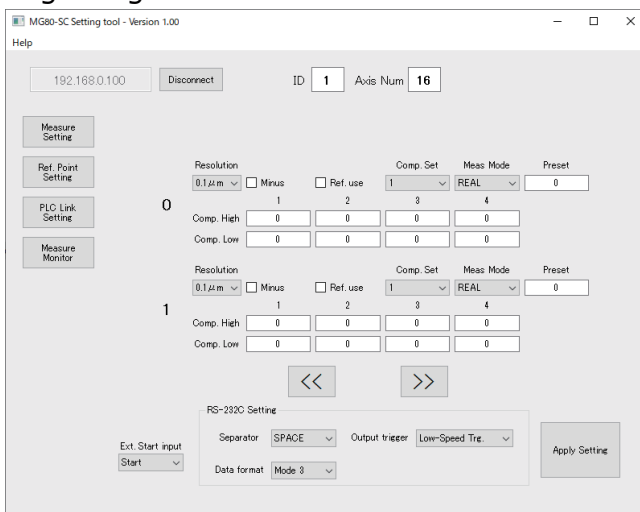 MG80-SC Setting tool - Version 1.00
Help
192.168.0.100 Disconnect ID 1 Axis Num 16
Measure Setting
Ref. Point Setting
PLC Link Setting
Measure Monitor
0
Resolution Comp. Set Meas Mode Preset
0.1μm Minus Ref. use 1 REAL 0
1 2 3 4
Comp. High 0 0 0 0
Comp. Low 0 0 0 0
1
Resolution Comp. Set Meas Mode Preset
0.1μm Minus Ref. use 1 REAL 0
1 2 3 4
Comp. High 0 0 0 0
Comp. Low 0 0 0 0
<< >>
Ext. Start input
Start
RS-232C Setting
Separator SPACE Output trigger Low-Speed Trg.
Data format Mode 3
Apply Setting